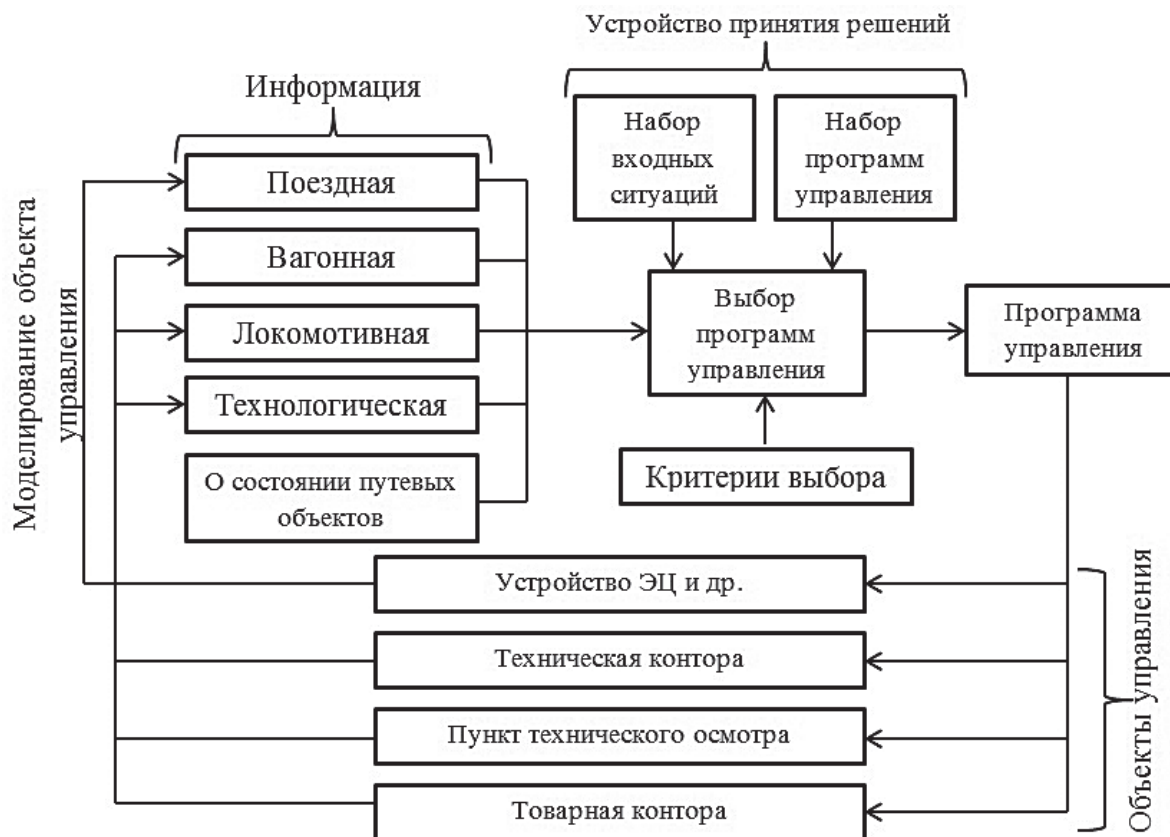 Устройство принятия решений
Информация
Набор
входных
ситуаций
Набор
программ
управления
Моделирование объекта
управления
Поездная
Вагонная
Локомотивная
Технологическая
О состоянии путевых
объектов
Выбор
программ
управления
Программа
управления
Критерии выбора
Устройство ЭЦ и др.
Техническая контора
Пункт технического осмотра
Товарная контора
Объекты управления